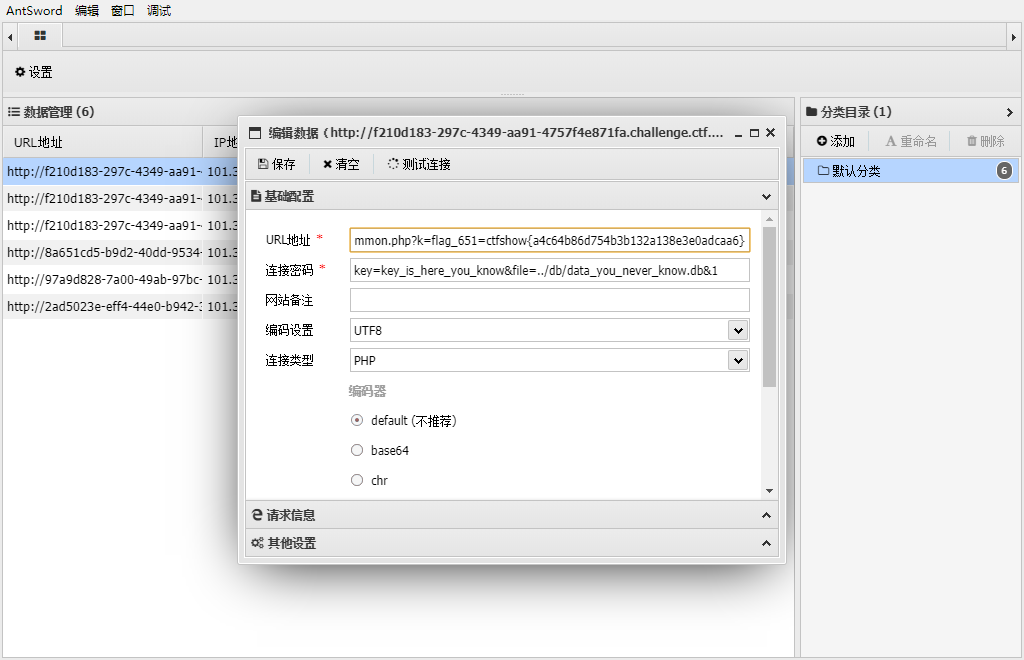 AntSword 编辑 窗口 调试
设置
数据管理 (6)
URL地址 IP地
http://f210d183-297c-4349-aa91- 101.3
http://f210d183-297c-4349-aa91- 101.3
http://f210d183-297c-4349-aa91- 101.3
http://8a651cd5-b9d2-40dd-9534- 101.3
http://97a9d828-7a00-49ab-97bc- 101.3
http://2ad5023e-eff4-44e0-b942- 101.3
编辑数据 (http://f210d183-297c-4349-aa91-4757f4e871fa.challenge.ctf....
保存 清空 测试连接
基础配置
URL地址 * mmon.php?k=flag_651=ctfshow{a4c64b86d754b3b132a138e3e0adcaa6}
连接密码 * key=key_is_here_you_know&file=../db/data_you_never_know.db&1
网站备注
编码设置 UTF8
连接类型 PHP
编码器
default (不推荐)
base64
chr
请求信息
其他设置
分类目录 (1)
添加 重命名 删除
默认分类 6